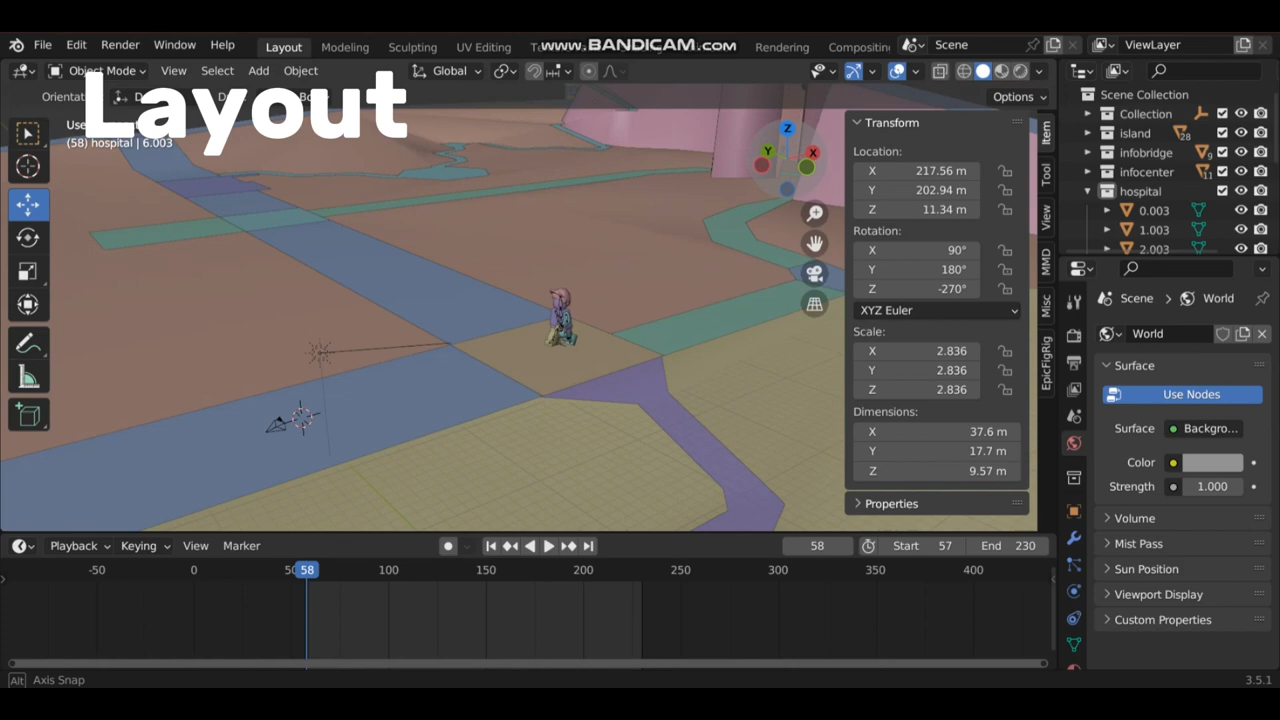 File Edit Render Window Help Layout Modeling Sculpting UV Editing www.BANDICAM.com Rendering Compositing Scene ViewLayer
Object Mode View Select Add Object Global
Options
Layout
(58) hospital | 6.003
Z
Y
X
Transform
Location:
X 217.56 m
Y 202.94 m
Z 11.34 m
Rotation:
X 90°
Y 180°
Z -270°
XYZ Euler
Scale:
X 2.836
Y 2.836
Z 2.836
Dimensions:
X 37.6 m
Y 17.7 m
Z 9.57 m
Properties
Item
Tool
View
MMD
Misc
EpicFigRig
Scene Collection
Collection
island 28
infobridge 9
infocenter 11
hospital
0.003
1.003
2.003
Scene World
World
Surface
Use Nodes
Surface Backgro...
Color
Strength 1.000
Volume
Mist Pass
Sun Position
Viewport Display
Custom Properties
Playback Keying View Marker 58 Start 57 End 230
-50 0 58 100 150 200 250 300 350 400
Alt Axis Snap 3.5.1